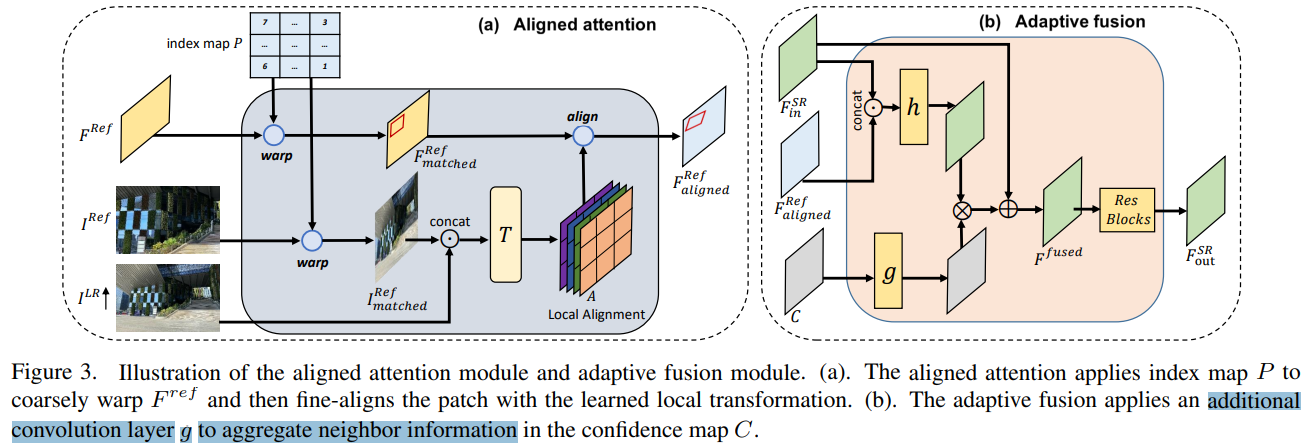 (a) Aligned attention
index map P
7 ... 3
... ... ...
6 ... 1
F^{Ref}
warp
F^{Ref}_{matched}
align
F^{Ref}_{aligned}
I^{Ref}
warp
I^{Ref}_{matched}
concat
T
A
Local Alignment
I^{LR}↑
(b) Adaptive fusion
F^{SR}_{in}
concat
h
F^{Ref}_{aligned}
F^{fused}
Res
Blocks
F^{SR}_{out}
g
C
Figure 3. Illustration of the aligned attention module and adaptive fusion module. (a). The aligned attention applies index map P to
coarsely warp F^{ref} and then fine-aligns the patch with the learned local transformation. (b). The adaptive fusion applies an additional
convolution layer g to aggregate neighbor information in the confidence map C.